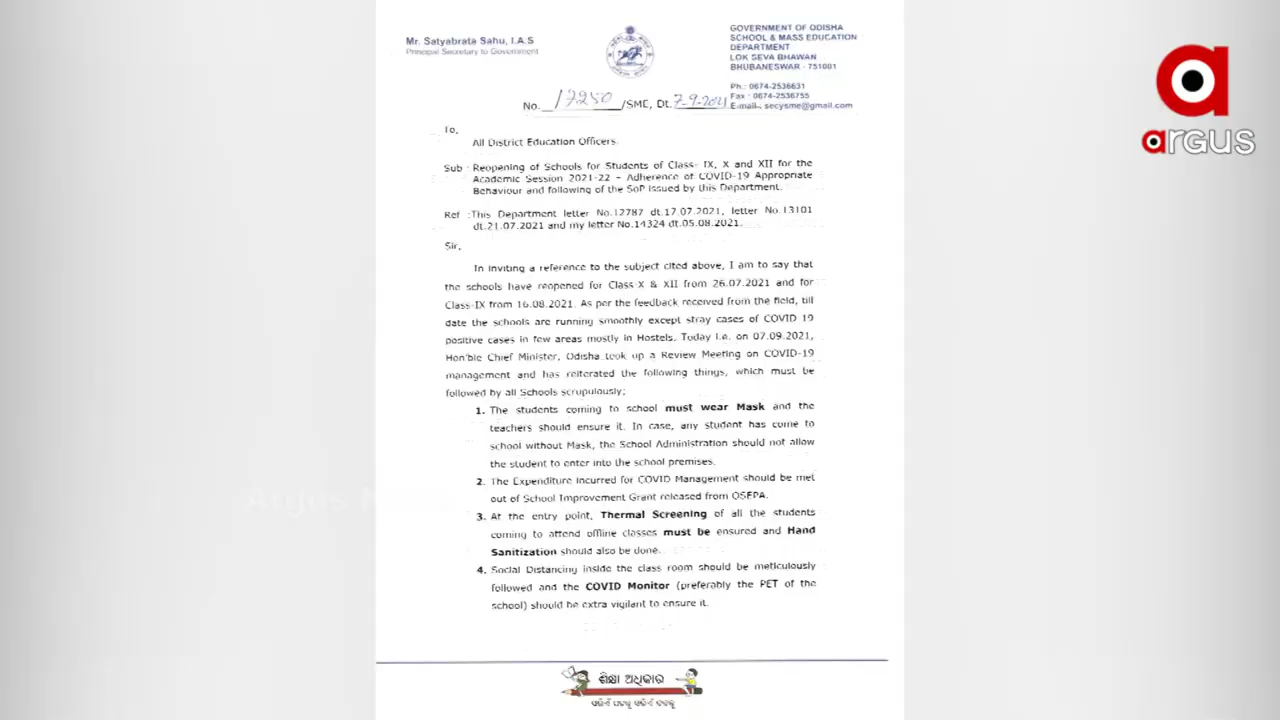 Mr. Satyabrata Sahu, I.A.S
Principal Secretary to Government
GOVERNMENT OF ODISHA
SCHOOL & MASS EDUCATION
DEPARTMENT
LOK SEVA BHAWAN
BHUBANESWAR - 751001
Ph.: 0674-2536631
Fax : 0674-2536755
E-mail-. secysme@gmail.com
No. 17250 /SME, Dt. 7-9-2021
argus
To,
All District Education Officers.
Sub : Reopening of Schools for Students of Class- IX, X and XII for the
Academic Session 2021-22 – Adherence of COVID-19 Appropriate
Behaviour and following of the SoP issued by this Department.
Ref :This Department letter No.12787 dt.17.07.2021, letter No.13101
dt.21.07.2021 and my letter No.14324 dt.05.08.2021.
Sir,
In inviting a reference to the subject cited above, I am to say that
the schools have reopened for Class X & XII from 26.07.2021 and for
Class-IX from 16.08.2021. As per the feedback received from the field, till
date the schools are running smoothly except stray cases of COVID 19
positive cases in few areas mostly in Hostels. Today i.e. on 07.09.2021,
Hon'ble Chief Minister, Odisha took up a Review Meeting on COVID-19
management and has reiterated the following things, which must be
followed by all Schools scrupulously;
1. The students coming to school must wear Mask and the
teachers should ensure it. In case, any student has come to
school without Mask, the School Administration should not allow
the student to enter into the school premises.
2. The Expenditure incurred for COVID Management should be met
out of School Improvement Grant released from OSEPA.
3. At the entry point, Thermal Screening of all the students
coming to attend offline classes must be ensured and Hand
Sanitization should also be done.
4. Social Distancing inside the class room should be meticulously
followed and the COVID Monitor (preferably the PET of the
school) should be extra vigilant to ensure it.
ଶିକ୍ଷା ଅଧିକାର
ସଭିଏଁ ପଢନ୍ତୁ ସଭିଏଁ ବଢନ୍ତୁ